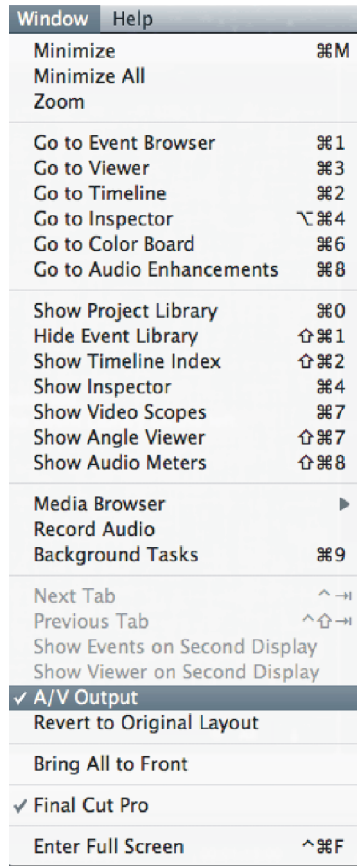 Window Help
Minimize ⌘M
Minimize All
Zoom
Go to Event Browser ⌘1
Go to Viewer ⌘3
Go to Timeline ⌘2
Go to Inspector ⌥⌘4
Go to Color Board ⌘6
Go to Audio Enhancements ⌘8
Show Project Library ⌘0
Hide Event Library ⇧⌘1
Show Timeline Index ⇧⌘2
Show Inspector ⌘4
Show Video Scopes ⌘7
Show Angle Viewer ⇧⌘7
Show Audio Meters ⇧⌘8
Media Browser ▶
Record Audio
Background Tasks ⌘9
Next Tab ^⇥
Previous Tab ^⇧⇥
Show Events on Second Display
Show Viewer on Second Display
✓ A/V Output
Revert to Original Layout
Bring All to Front
✓ Final Cut Pro
Enter Full Screen ^⌘F